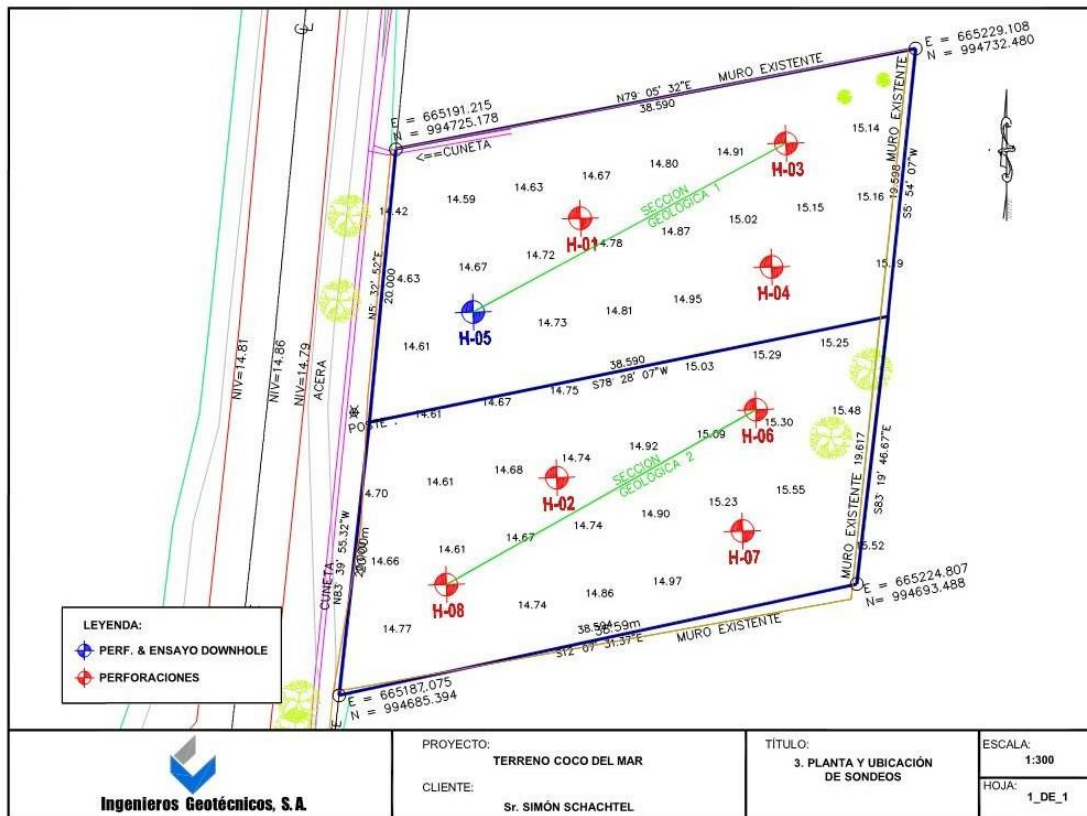 E = 665229.108
N = 994732.480
MURO EXISTENTE
N79° 05' 32"E
38.590
E = 665191.215
N = 994725.178
<==CUNETA
MURO EXISTENTE
15.14
14.91
14.80
H-03
14.67
14.63
14.59
14.42
19.598
S5° 54' 07"W
15.16
15.15
15.02
SECCION
GEOLOGICA 1
H-01
14.87
14.78
14.72
14.67
14.63
N5° 32' 52"E
20.000
H-04
14.95
14.81
14.73
14.61
H-05
NIV=14.81
NIV=14.86
NIV=14.79
ACERA
15.25
15.29
15.03
38.590
S78° 28' 07"W
14.75
14.67
14.61
POSTE
15.48
15.30
15.09
H-06
14.92
14.74
14.68
14.61
14.70
SECCION
GEOLOGICA 2
H-02
19.617
S83° 19' 46.67"E
MURO EXISTENTE
15.55
15.23
14.90
14.74
14.67
14.61
14.66
H-07
15.52
CUNETA
N83° 39' 55.32"W
20.00m
H-08
14.97
14.86
14.74
14.77
E = 665224.807
N= 994693.488
38.594
38.59m
S12° 07' 31.37"E
MURO EXISTENTE
E = 665187.075
N = 994685.394
LEYENDA:
PERF. & ENSAYO DOWNHOLE
PERFORACIONES
Ingenieros Geotécnicos, S.A.
PROYECTO:
TERRENO COCO DEL MAR
CLIENTE:
Sr. SIMÓN SCHACHTEL
TÍTULO:
3. PLANTA Y UBICACIÓN
DE SONDEOS
ESCALA:
1:300
HOJA:
1_DE_1